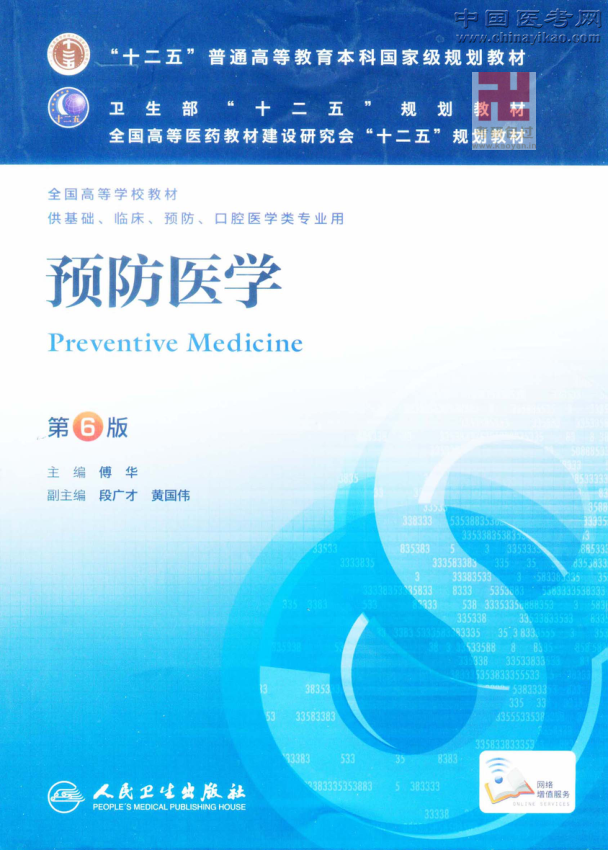 中国医考网
www.chinayikao.com
“十二五”普通高等教育本科国家级规划教材
十二五
卫生部“十二五”规划教材
全国高等医药教材建设研究会“十二五”规划教材
全国高等学校教材
供基础、临床、预防、口腔医学类专业用
预防医学
Preventive Medicine
第6版
主编 傅华
副主编 段广才 黄国伟
人民卫生出版社
PEOPLE'S MEDICAL PUBLISHING HOUSE
网络
增值服务
ONLINE SERVICES